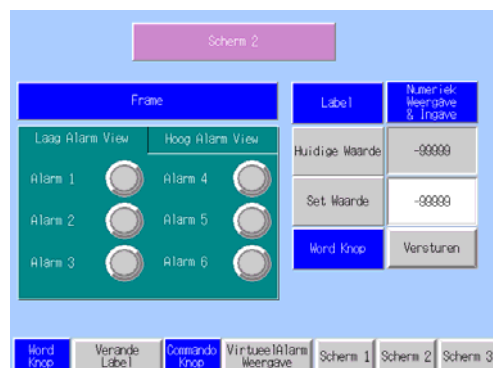 Scherm 2
Frame
Label
Numeriek
Weergave
& Ingave
Laag Alarm View
Hoog Alarm View
Huidige Waarde
-99999
Alarm 1
Alarm 4
Set Waarde
-99999
Alarm 2
Alarm 5
Word Knop
Versturen
Alarm 3
Alarm 6
Word
Knop
Verande
Label
Commando
Knop
VirtueelAlarm
Weergave
Scherm 1
Scherm 2
Scherm 3